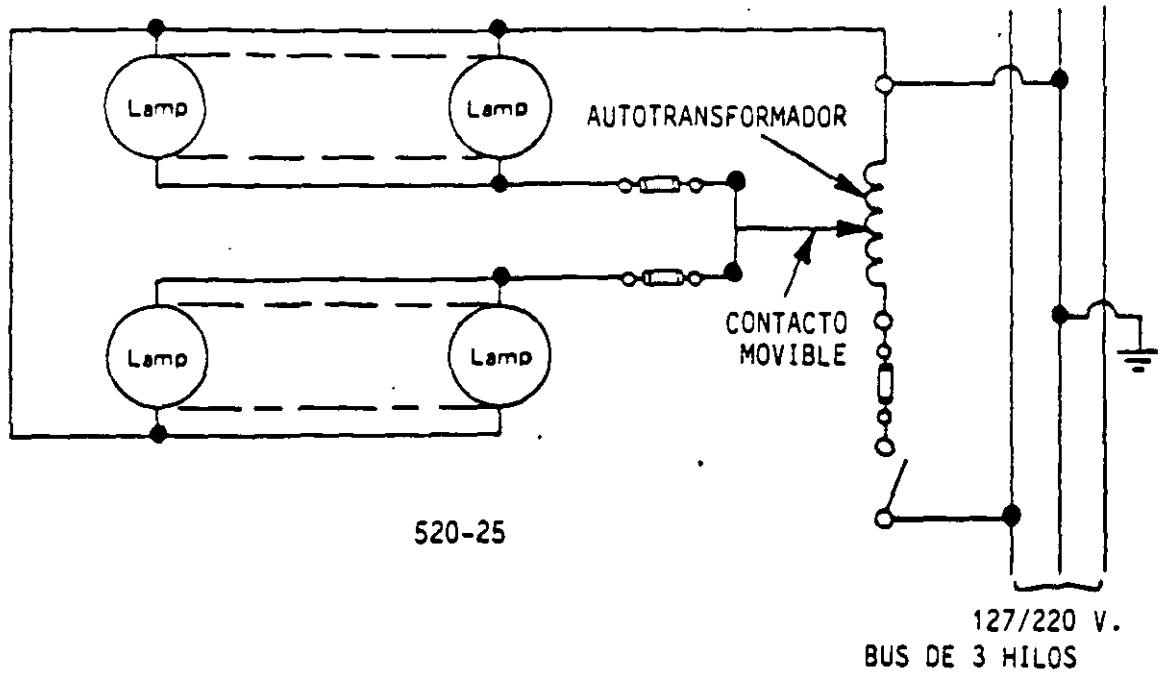 Lamp
Lamp
AUTOTRANSFORMADOR
Lamp
Lamp
CONTACTO
MOVIBLE
520-25
127/220 V.
BUS DE 3 HILOS